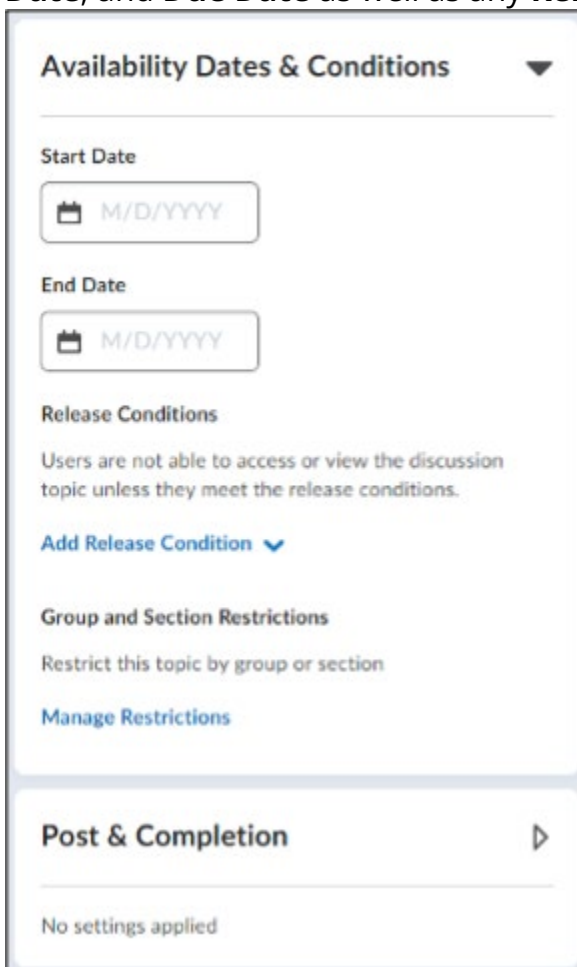 Availability Dates & Conditions
Start Date
M/D/YYYY
End Date
M/D/YYYY
Release Conditions
Users are not able to access or view the discussion
topic unless they meet the release conditions.
Add Release Condition
Group and Section Restrictions
Restrict this topic by group or section
Manage Restrictions
Post & Completion
No settings applied